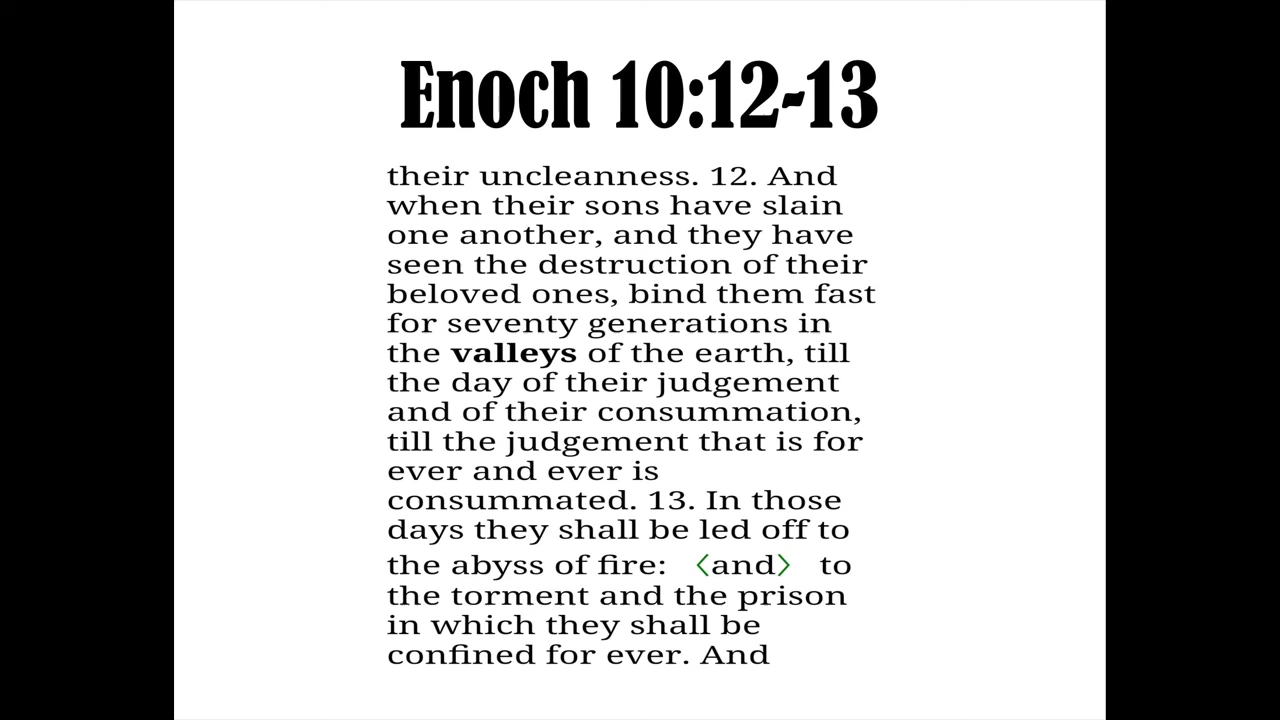 Enoch 10:12-13
their uncleanness. 12. And
when their sons have slain
one another, and they have
seen the destruction of their
beloved ones, bind them fast
for seventy generations in
the valleys of the earth, till
the day of their judgement
and of their consummation,
till the judgement that is for
ever and ever is
consummated. 13. In those
days they shall be led off to
the abyss of fire: 〈and〉 to
the torment and the prison
in which they shall be
confined for ever. And